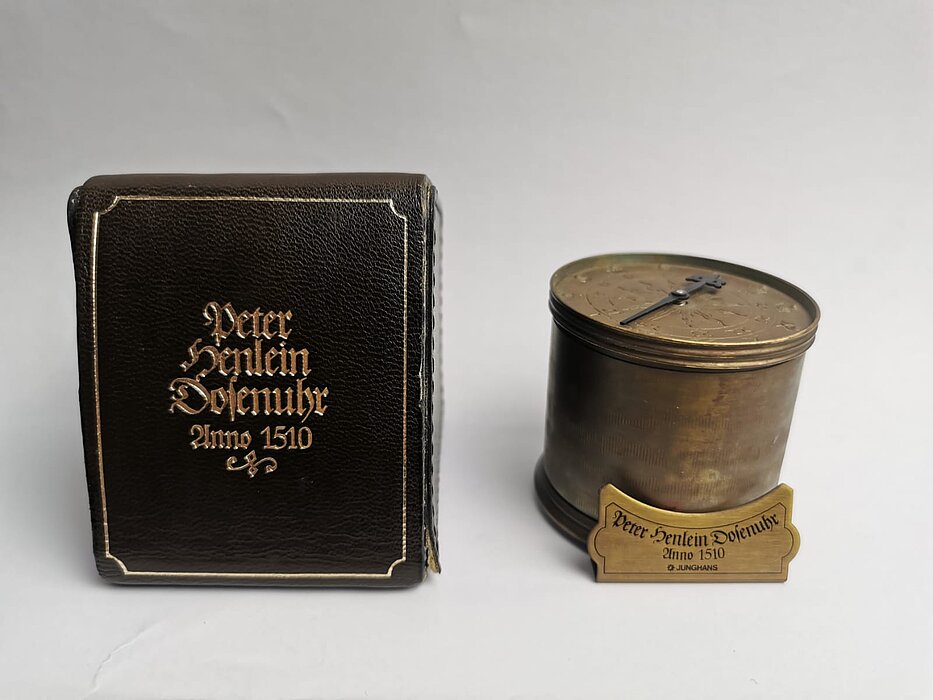 Peter
Henlein
Doſenuhr
Anno 1510
Peter Henlein Doſenuhr
Anno 1510
JUNGHANS